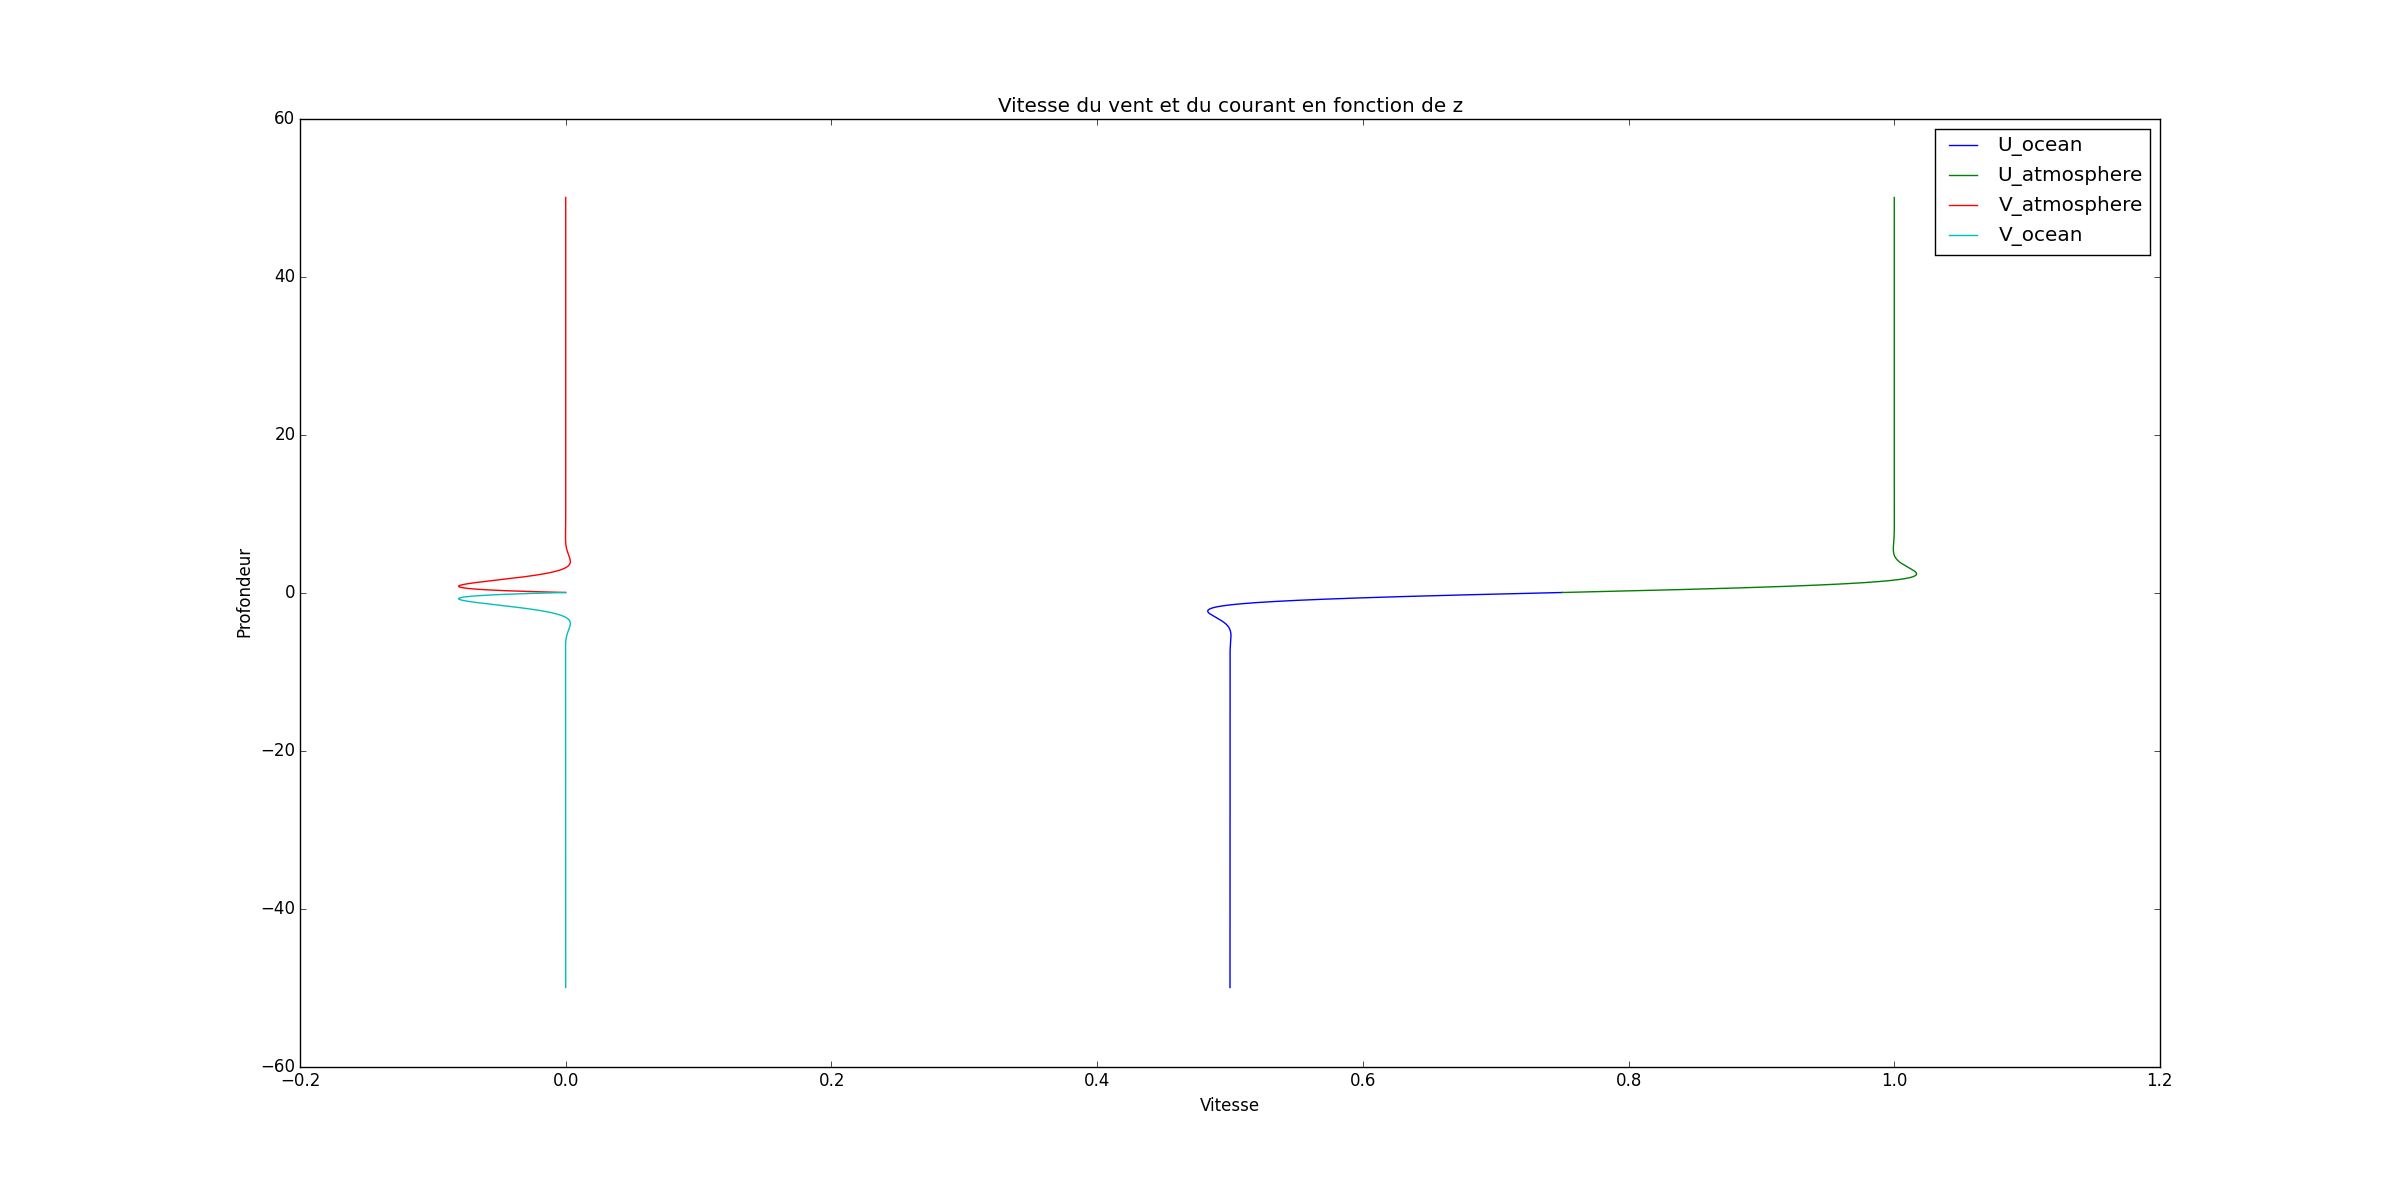 Vitesse du vent et du courant en fonction de z
U_ocean
U_atmosphere
V_atmosphere
V_ocean
60
40
20
0
−20
−40
−60
Profondeur
−0.2
0.0
0.2
0.4
0.6
0.8
1.0
1.2
Vitesse